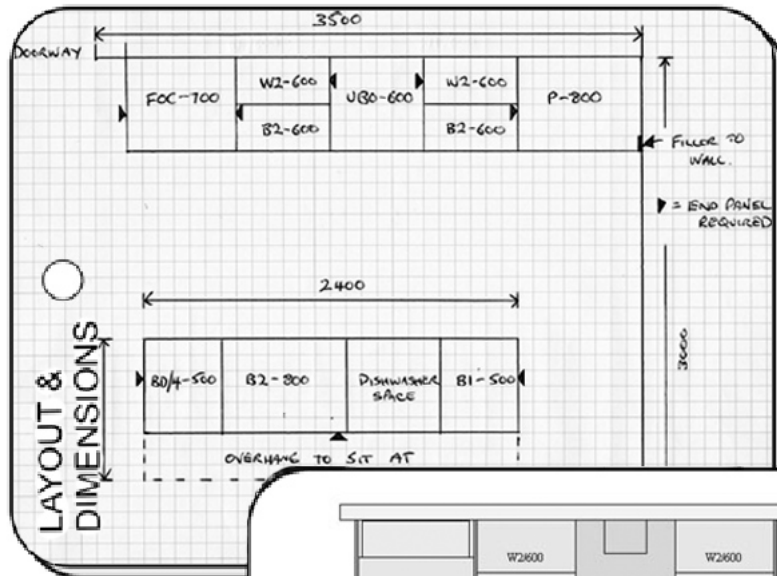 3500
DOORWAY
FOC-700
W2-600
UBO-600
W2-600
P-800
B2-600
B2-600
FILLER TO
WALL.
= END PANEL
REQUIRED
2400
3000
BD/4-500
B2-800
DISHWASHER
SPACE
B1-500
OVERHANG TO SIT AT
LAYOUT &
DIMENSIONS
W2/600
W2/600